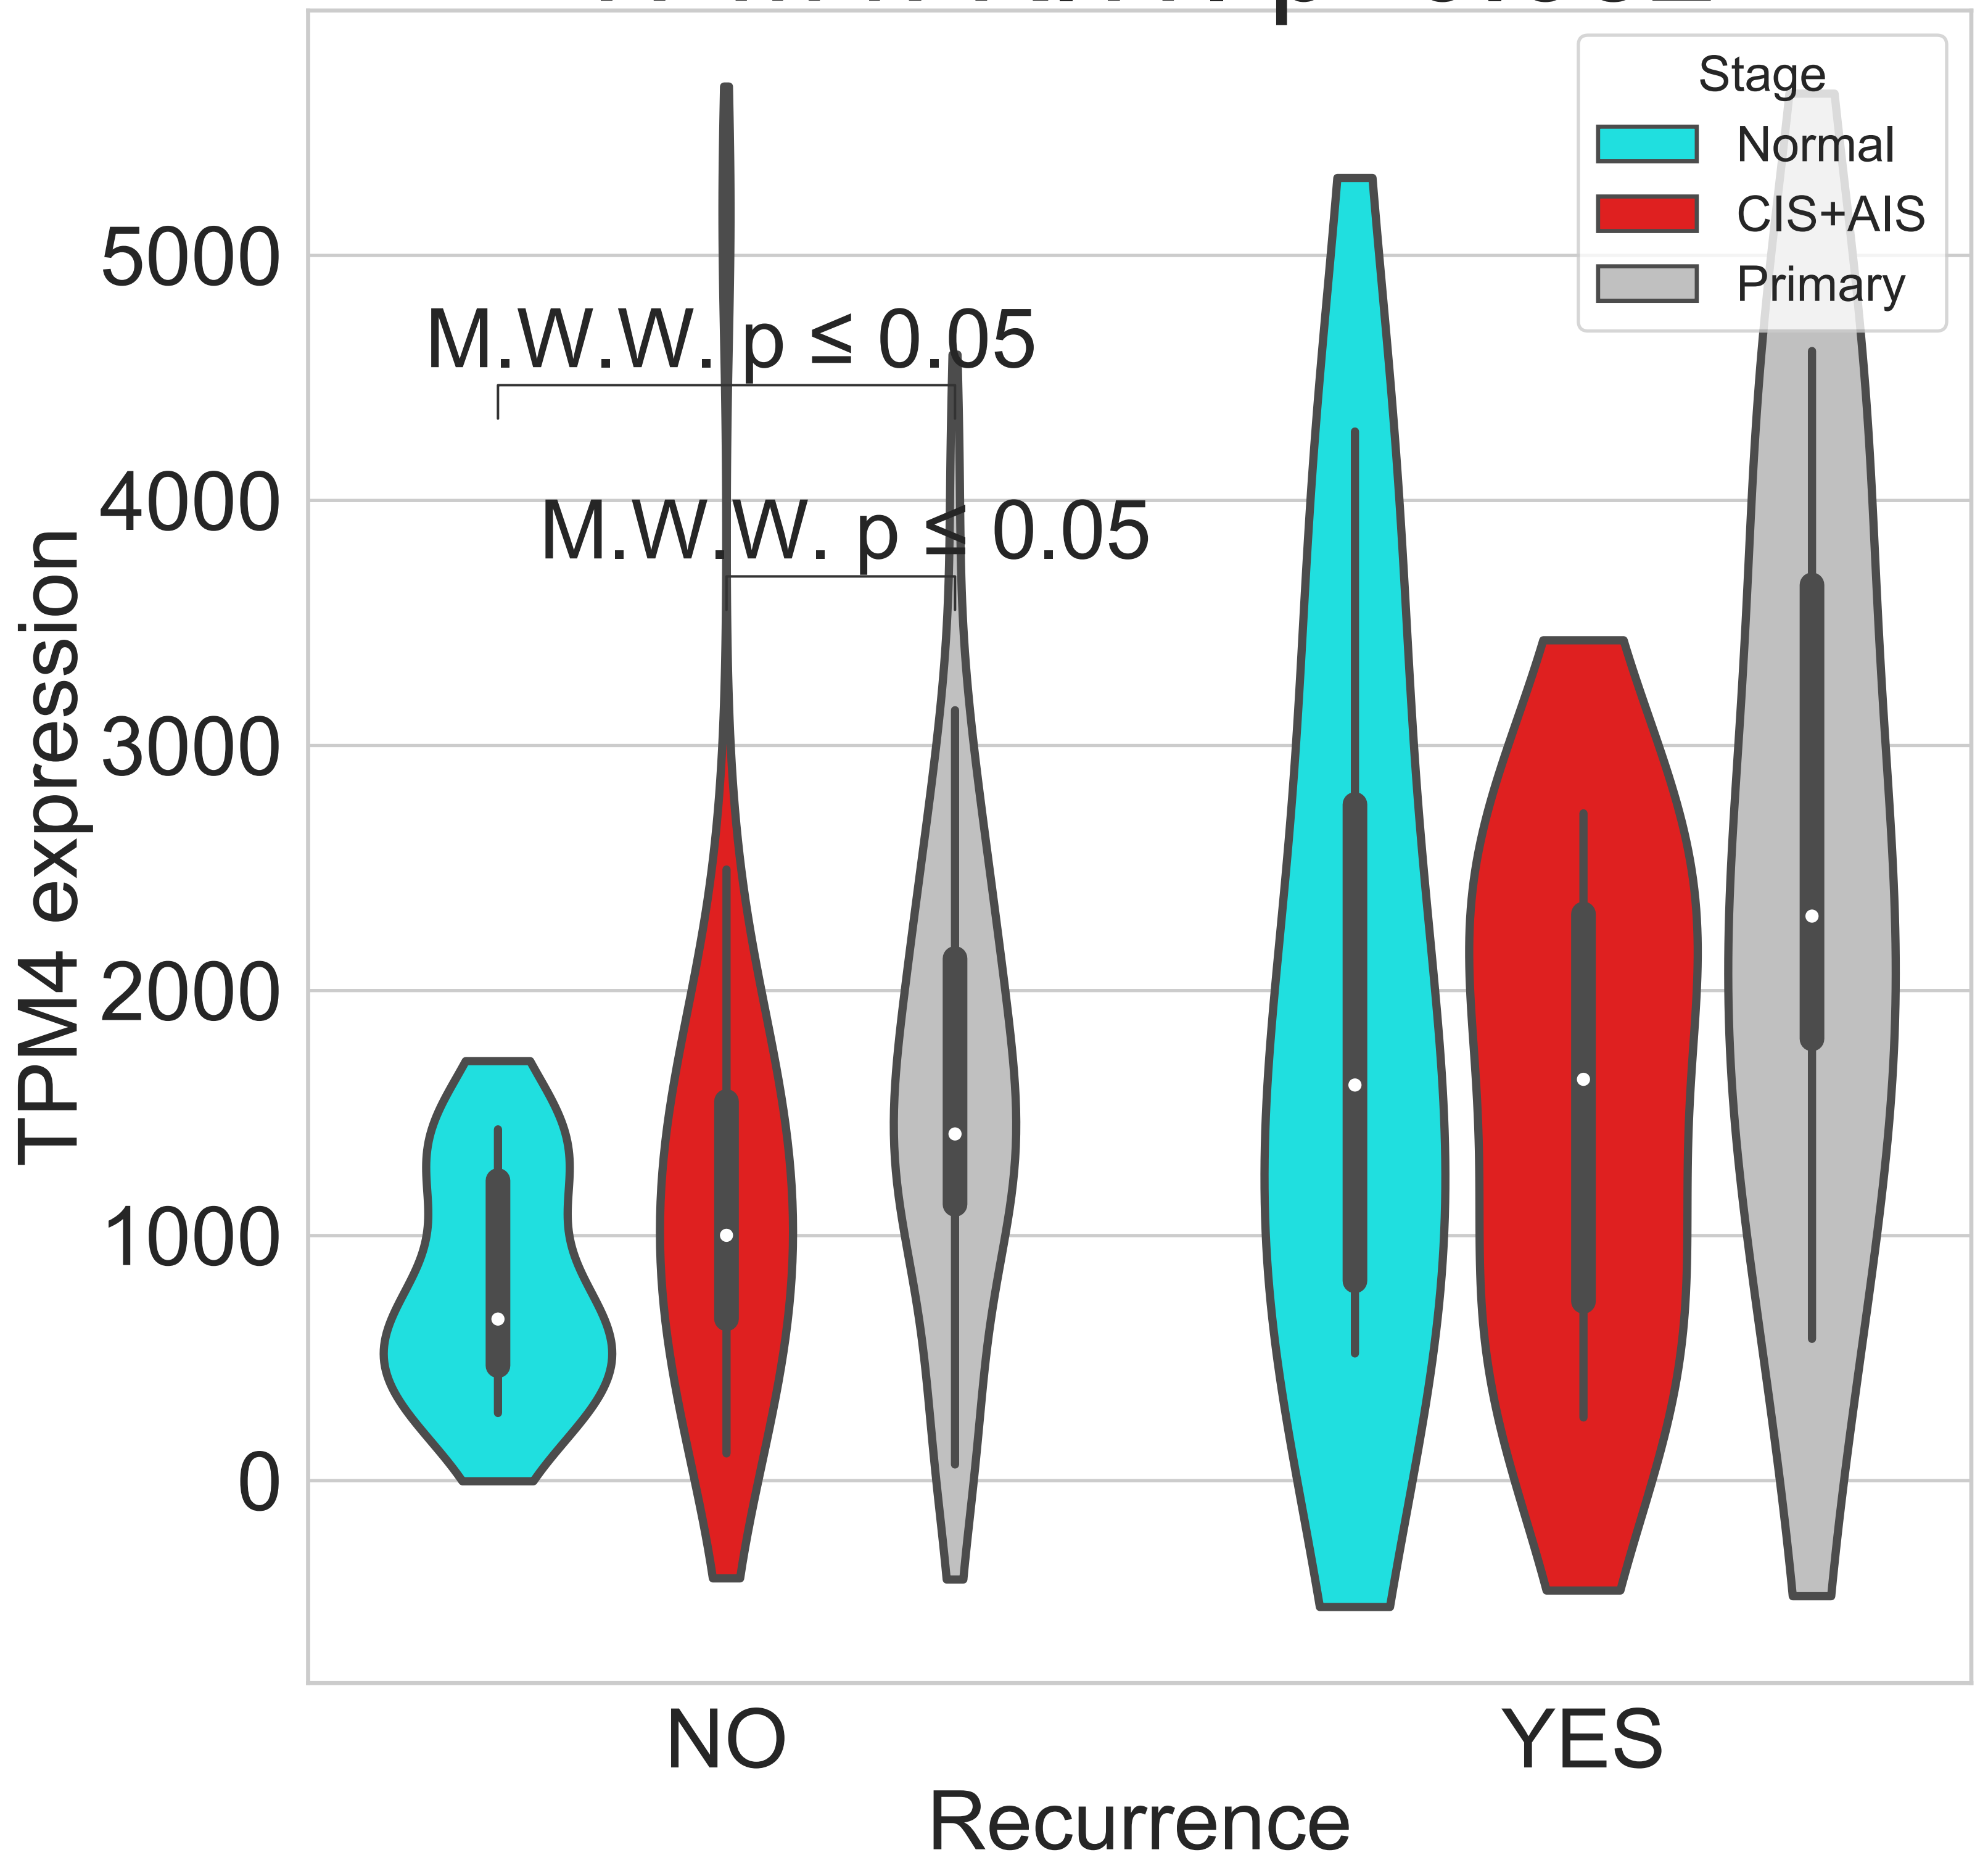 Stage
Normal
CIS+AIS
Primary
M.W.W. p ≤ 0.05
M.W.W. p ≤ 0.05
5000
4000
3000
2000
1000
0
TPM4 expression
NO
YES
Recurrence